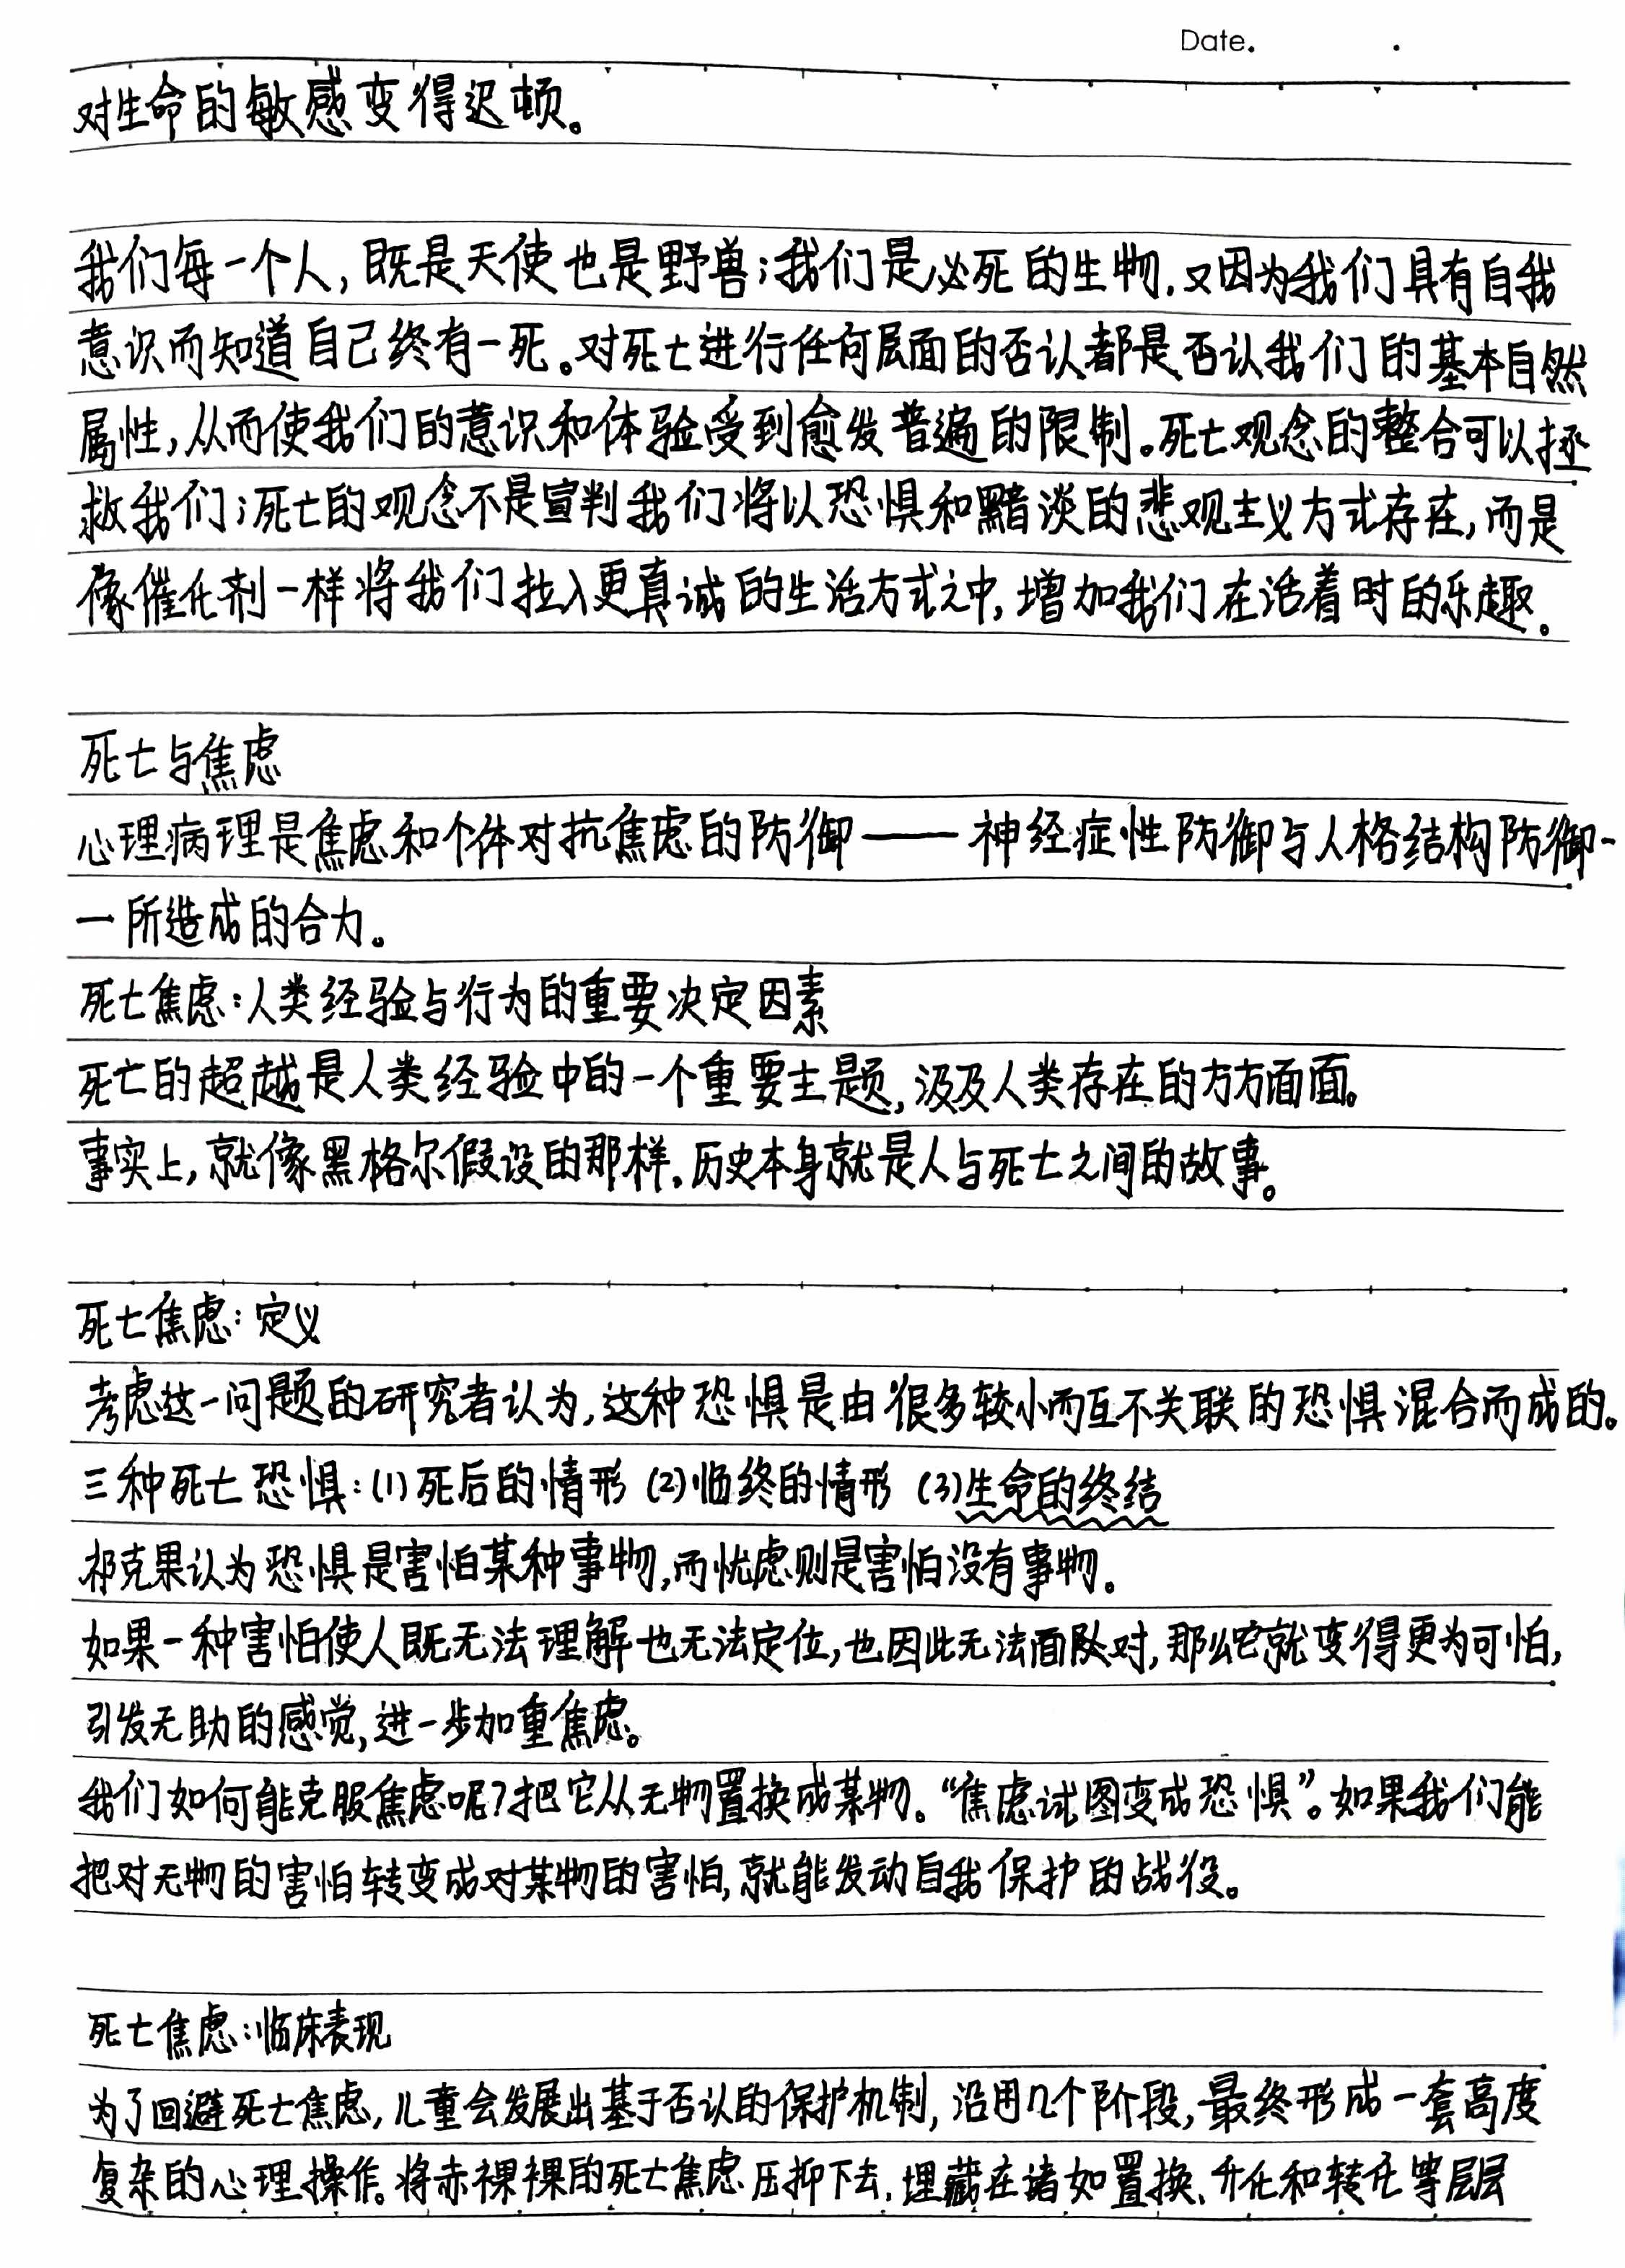 Date.
对生命的敏感变得迟顿。
我们每一个人,既是天使也是野兽;我们是必死的生物,又因为我们具有自我
意识而知道自己终有一死。对死亡进行任何层面的否认都是否认我们的基本自然
属性,从而使我们的意识和体验受到愈发普遍的限制。死亡观念的整合可以拯
救我们;死亡的观念不是宣判我们将以恐惧和黯淡的悲观主义方式存在,而是
像催化剂一样将我们拉入更真诚的生活方式之中,增加我们在活着时的乐趣。
死亡与焦虑
心理病理是焦虑和个体对抗焦虑的防御——神经症性防御与人格结构防御-
一所造成的合力。
死亡焦虑:人类经验与行为的重要决定因素
死亡的超越是人类经验中的一个重要主题,汲及人类存在的方方面面。
事实上,就像黑格尔假设的那样,历史本身就是人与死亡之间的故事。
死亡焦虑:定义
考虑这一问题的研究者认为,这种恐惧是由很多较小而互不关联的恐惧混合而成的。
三种死亡恐惧:(1)死后的情形 (2)临终的情形 (3)生命的终结
祁克果认为恐惧是害怕某种事物,而忧虑则是害怕没有事物。
如果一种害怕使人既无法理解也无法定位,也因此无法面对,那么它就变得更为可怕,
引发无助的感觉,进一步加重焦虑。
我们如何能克服焦虑呢?把它从无物置换成某物。“焦虑试图变成恐惧”。如果我们能
把对无物的害怕转变成对某物的害怕,就能发动自我保护的战役。
死亡焦虑:临床表现
为了回避死亡焦虑,儿童会发展出基于否认的保护机制,沿用几个阶段,最终形成一套高度
复杂的心理操作。将赤裸裸的死亡焦虑压抑下去,埋藏在诸如置换、升化和转化等层层